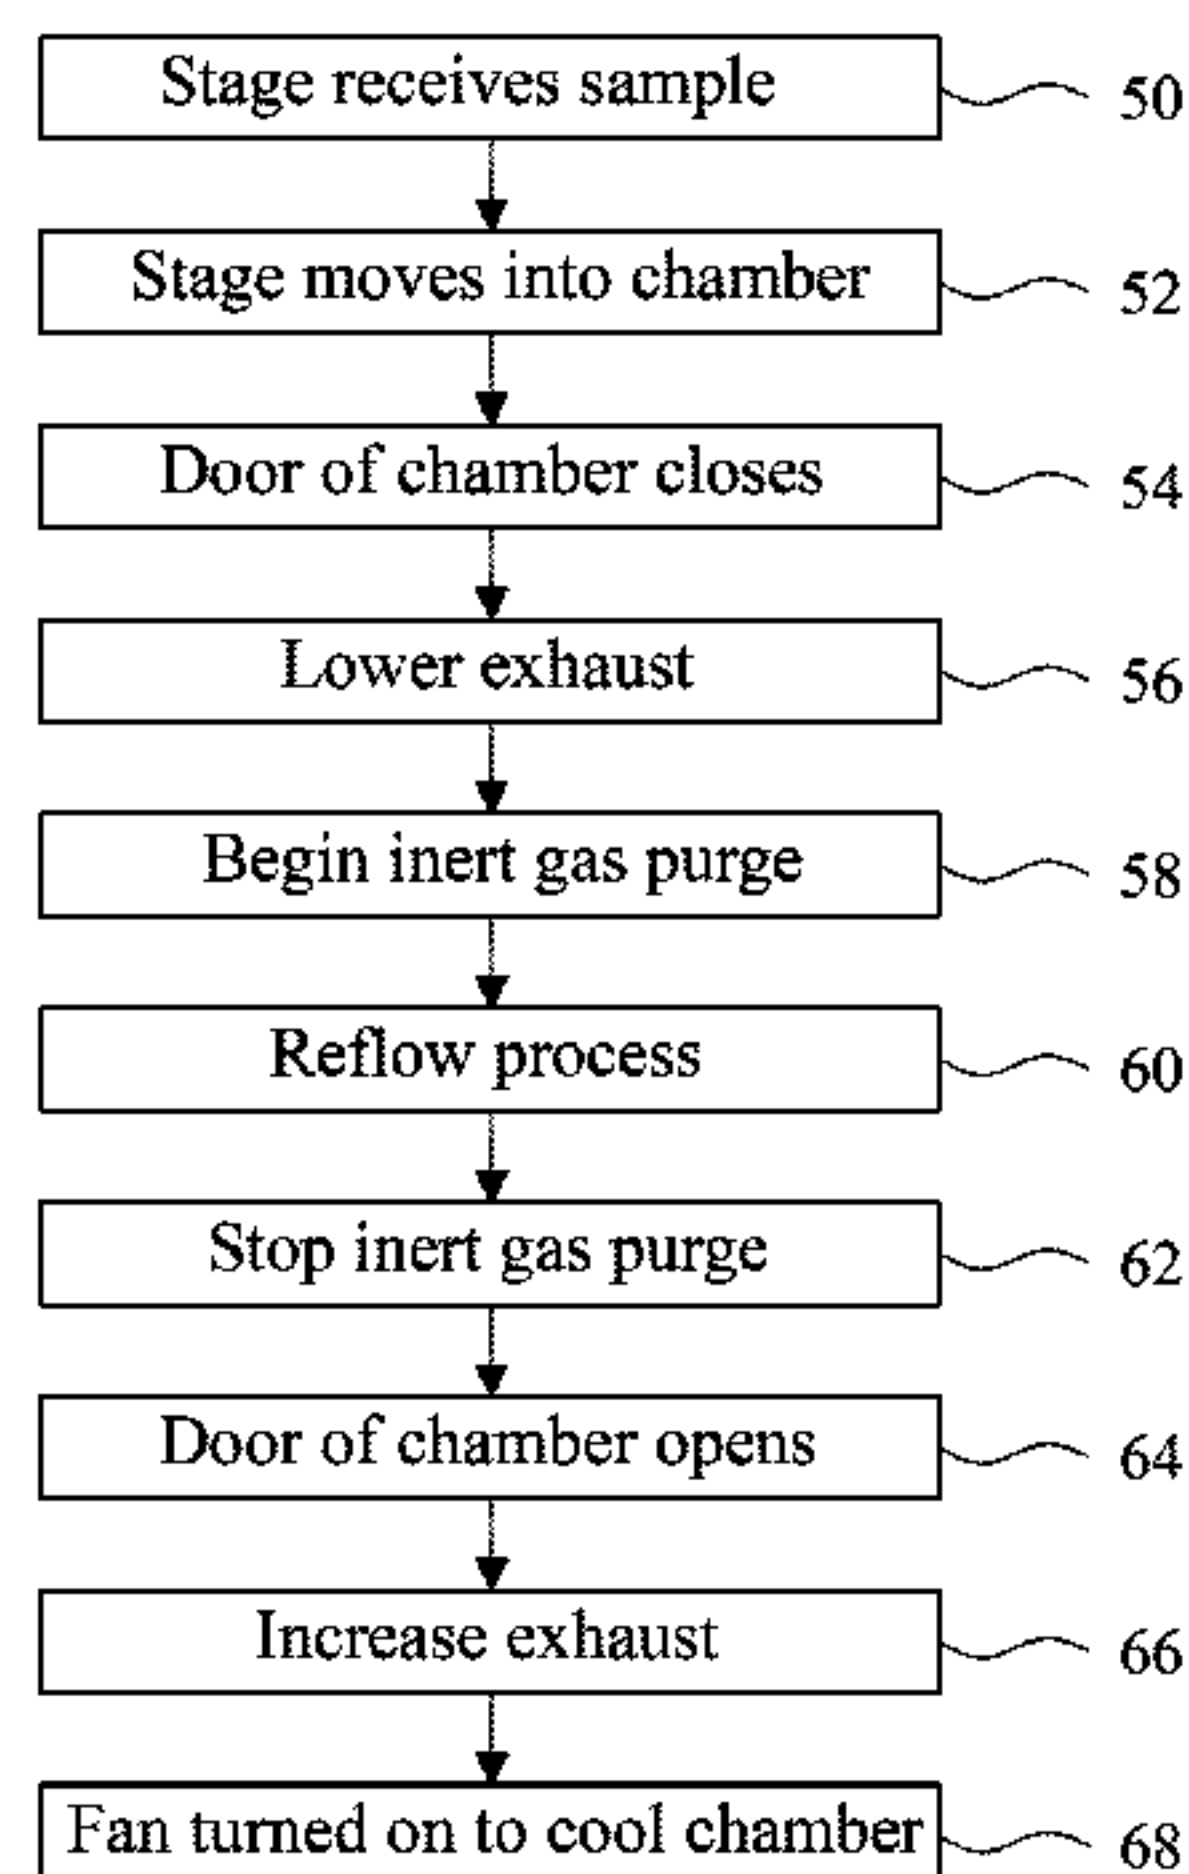 Stage receives sample 50
Stage moves into chamber 52
Door of chamber closes 54
Lower exhaust 56
Begin inert gas purge 58
Reflow process 60
Stop inert gas purge 62
Door of chamber opens 64
Increase exhaust 66
Fan turned on to cool chamber 68